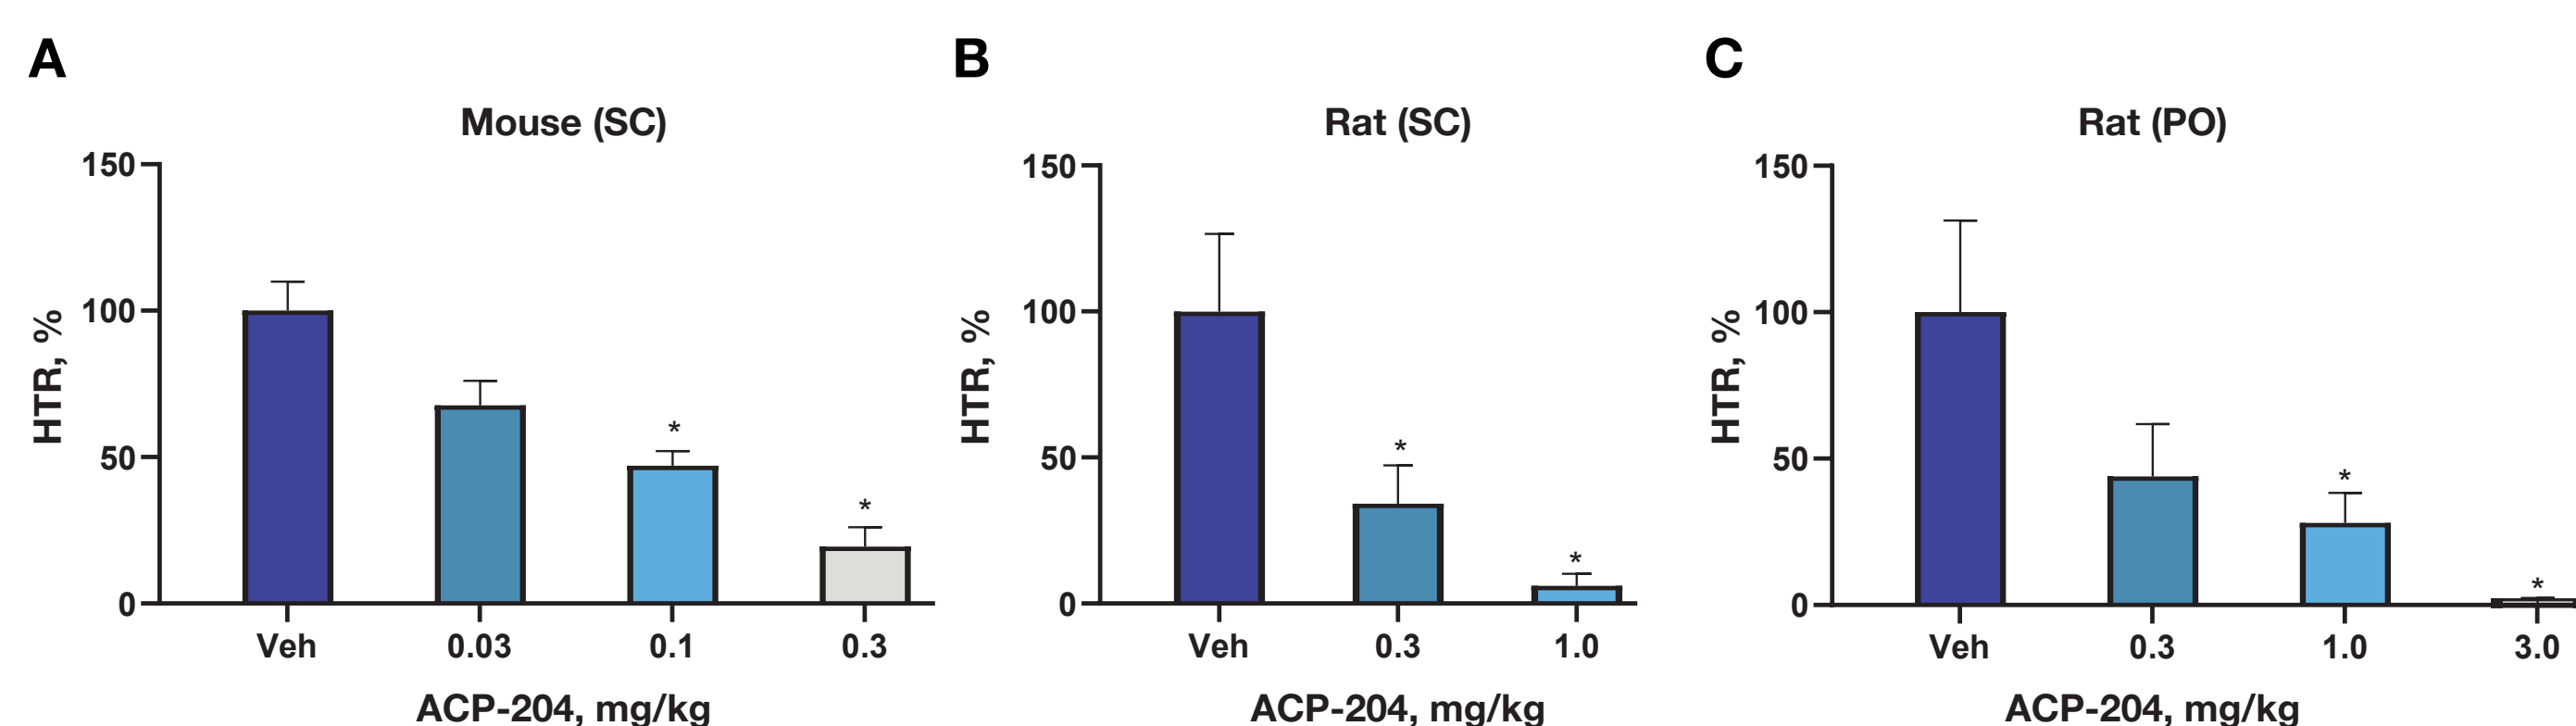 A
Mouse (SC)
150
100
50
0
HTR, %
*
*
Veh 0.03 0.1 0.3
ACP-204, mg/kg
B
Rat (SC)
150
100
50
0
HTR, %
*
*
Veh 0.3 1.0
ACP-204, mg/kg
C
Rat (PO)
150
100
50
0
HTR, %
*
*
Veh 0.3 1.0 3.0
ACP-204, mg/kg